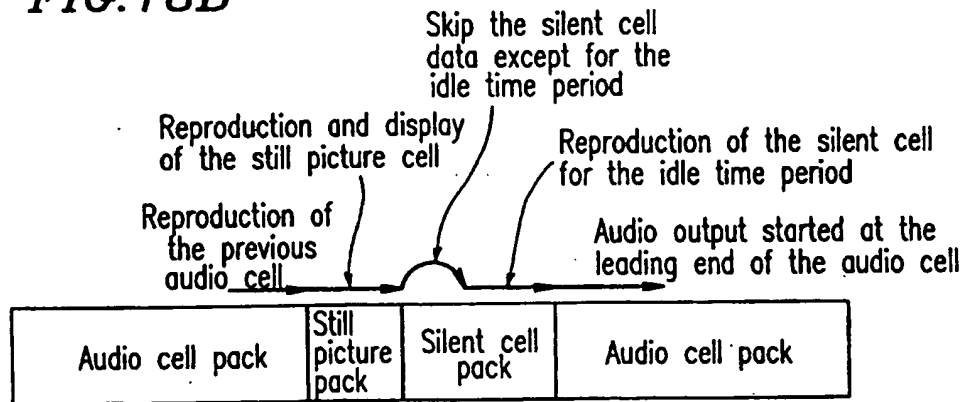 FIG. 78B
Skip the silent cell
data except for the
idle time period
Reproduction and display
of the still picture cell
Reproduction of the silent cell
for the idle time period
Reproduction of
the previous
audio cell
Audio output started at the
leading end of the audio cell
Audio cell pack
Still
picture
pack
Silent cell
pack
Audio cell pack